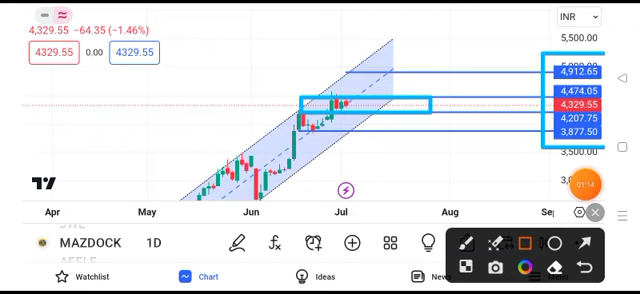 INR
4,329.55 −64.35 (−1.46%)
4329.55 0.00 4329.55
5,500.00
4,912.65
4,474.05
4,329.55
4,207.75
3,877.50
3,500.00
01:14
Apr May Jun Jul Aug
MAZDOCK 1D
Watchlist Chart Ideas News